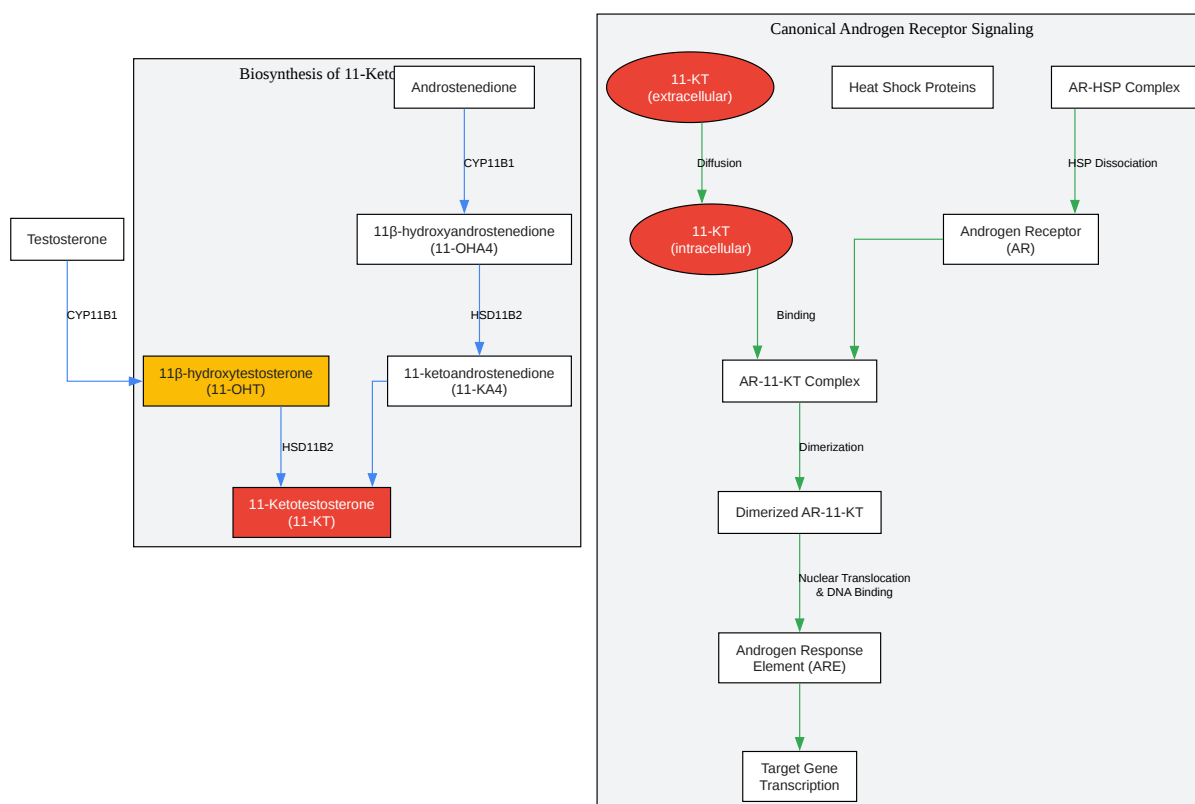 Biosynthesis of 11-Keto
Androstenedione
CYP11B1
Testosterone
11β-hydroxyandrostenedione
(11-OHA4)
CYP11B1
HSD11B2
11β-hydroxytestosterone
(11-OHT)
11-ketoandrostenedione
(11-KA4)
HSD11B2
11-Ketotestosterone
(11-KT)
Canonical Androgen Receptor Signaling
11-KT
(extracellular)
Heat Shock Proteins
AR-HSP Complex
Diffusion
HSP Dissociation
11-KT
(intracellular)
Androgen Receptor
(AR)
Binding
AR-11-KT Complex
Dimerization
Dimerized AR-11-KT
Nuclear Translocation
& DNA Binding
Androgen Response
Element (ARE)
Target Gene
Transcription